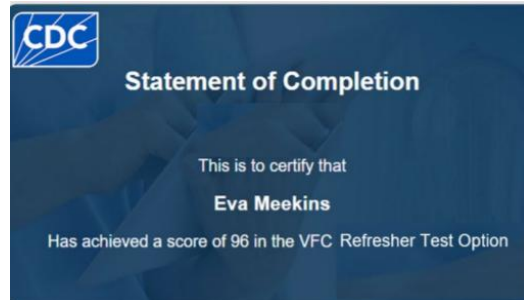 CDC
Statement of Completion
This is to certify that
Eva Meekins
Has achieved a score of 96 in the VFC Refresher Test Option